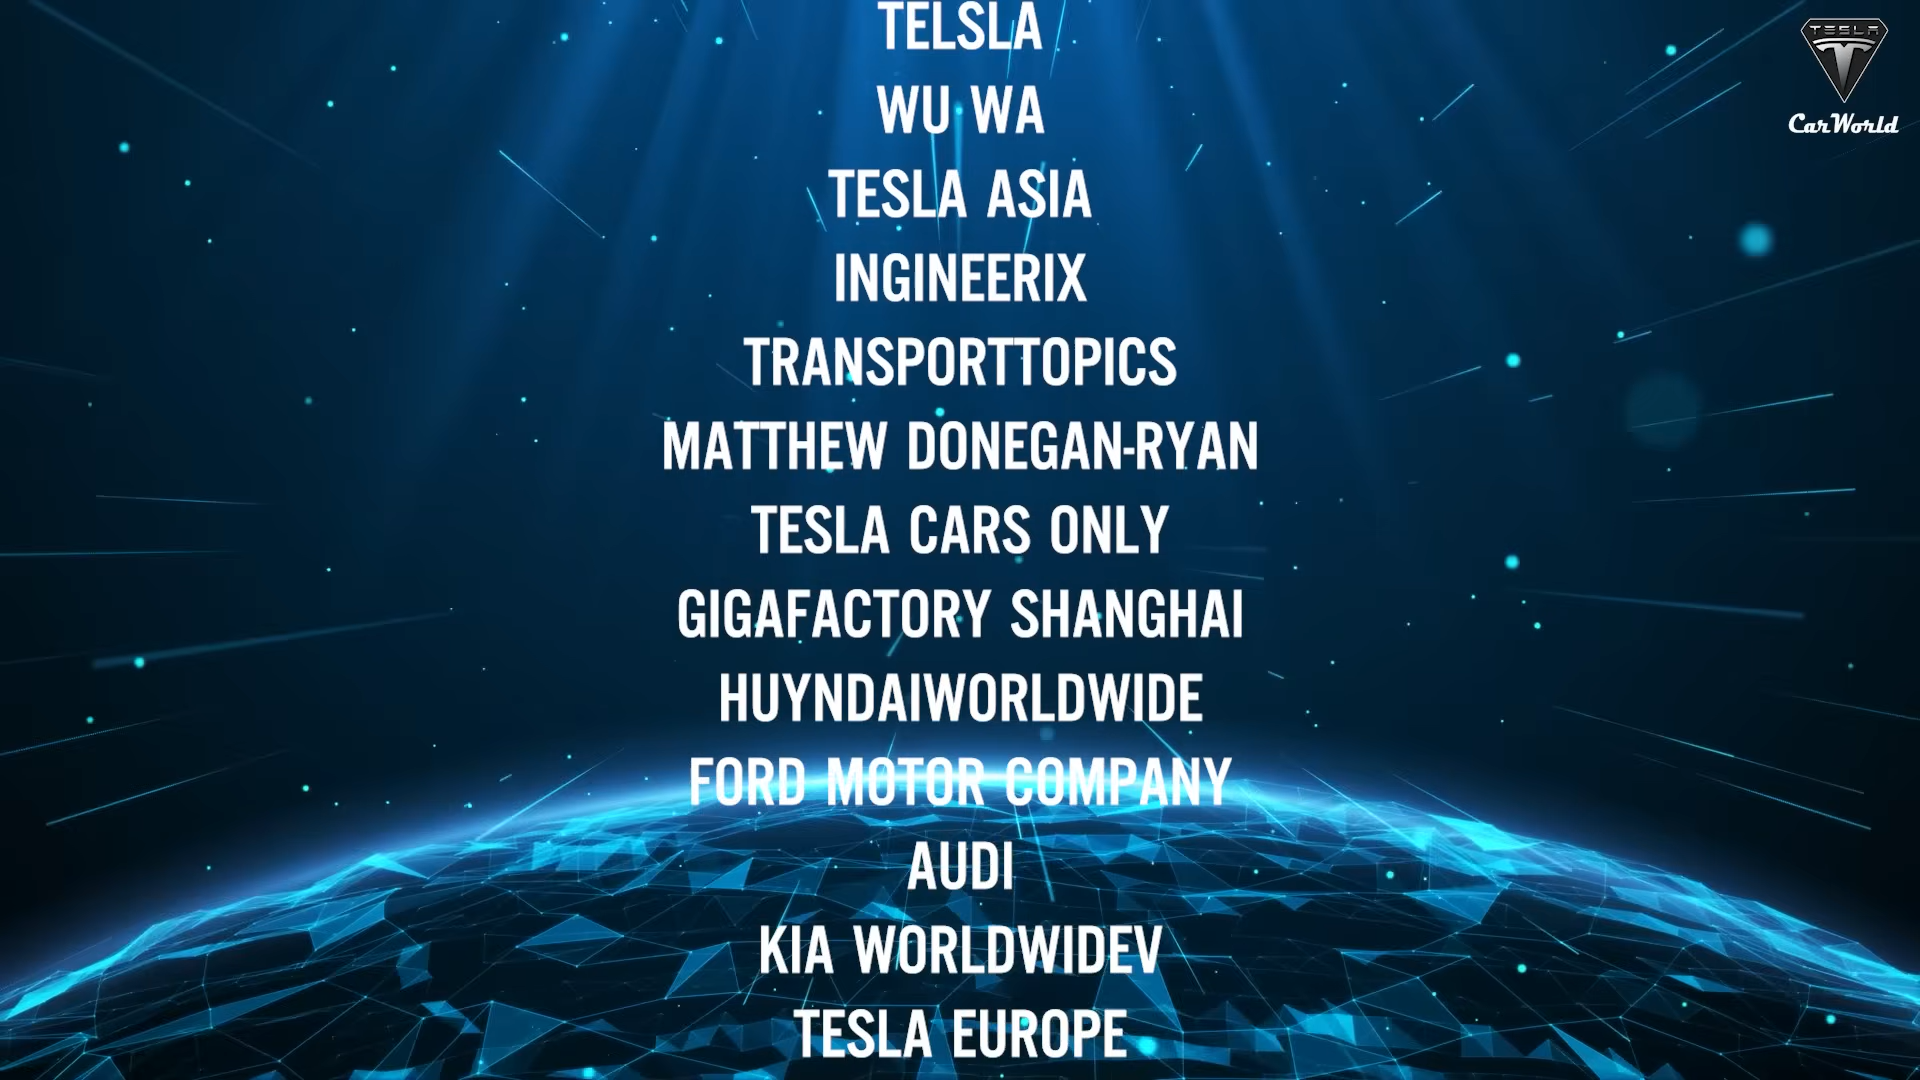 TELSLA
TESLA
CarWorld
WU WA
TESLA ASIA
INGINEERIX
TRANSPORTTOPICS
MATTHEW DONEGAN-RYAN
TESLA CARS ONLY
GIGAFACTORY SHANGHAI
HUYNDAIWORLDWIDE
FORD MOTOR COMPANY
AUDI
KIA WORLDWIDEV
TESLA EUROPE